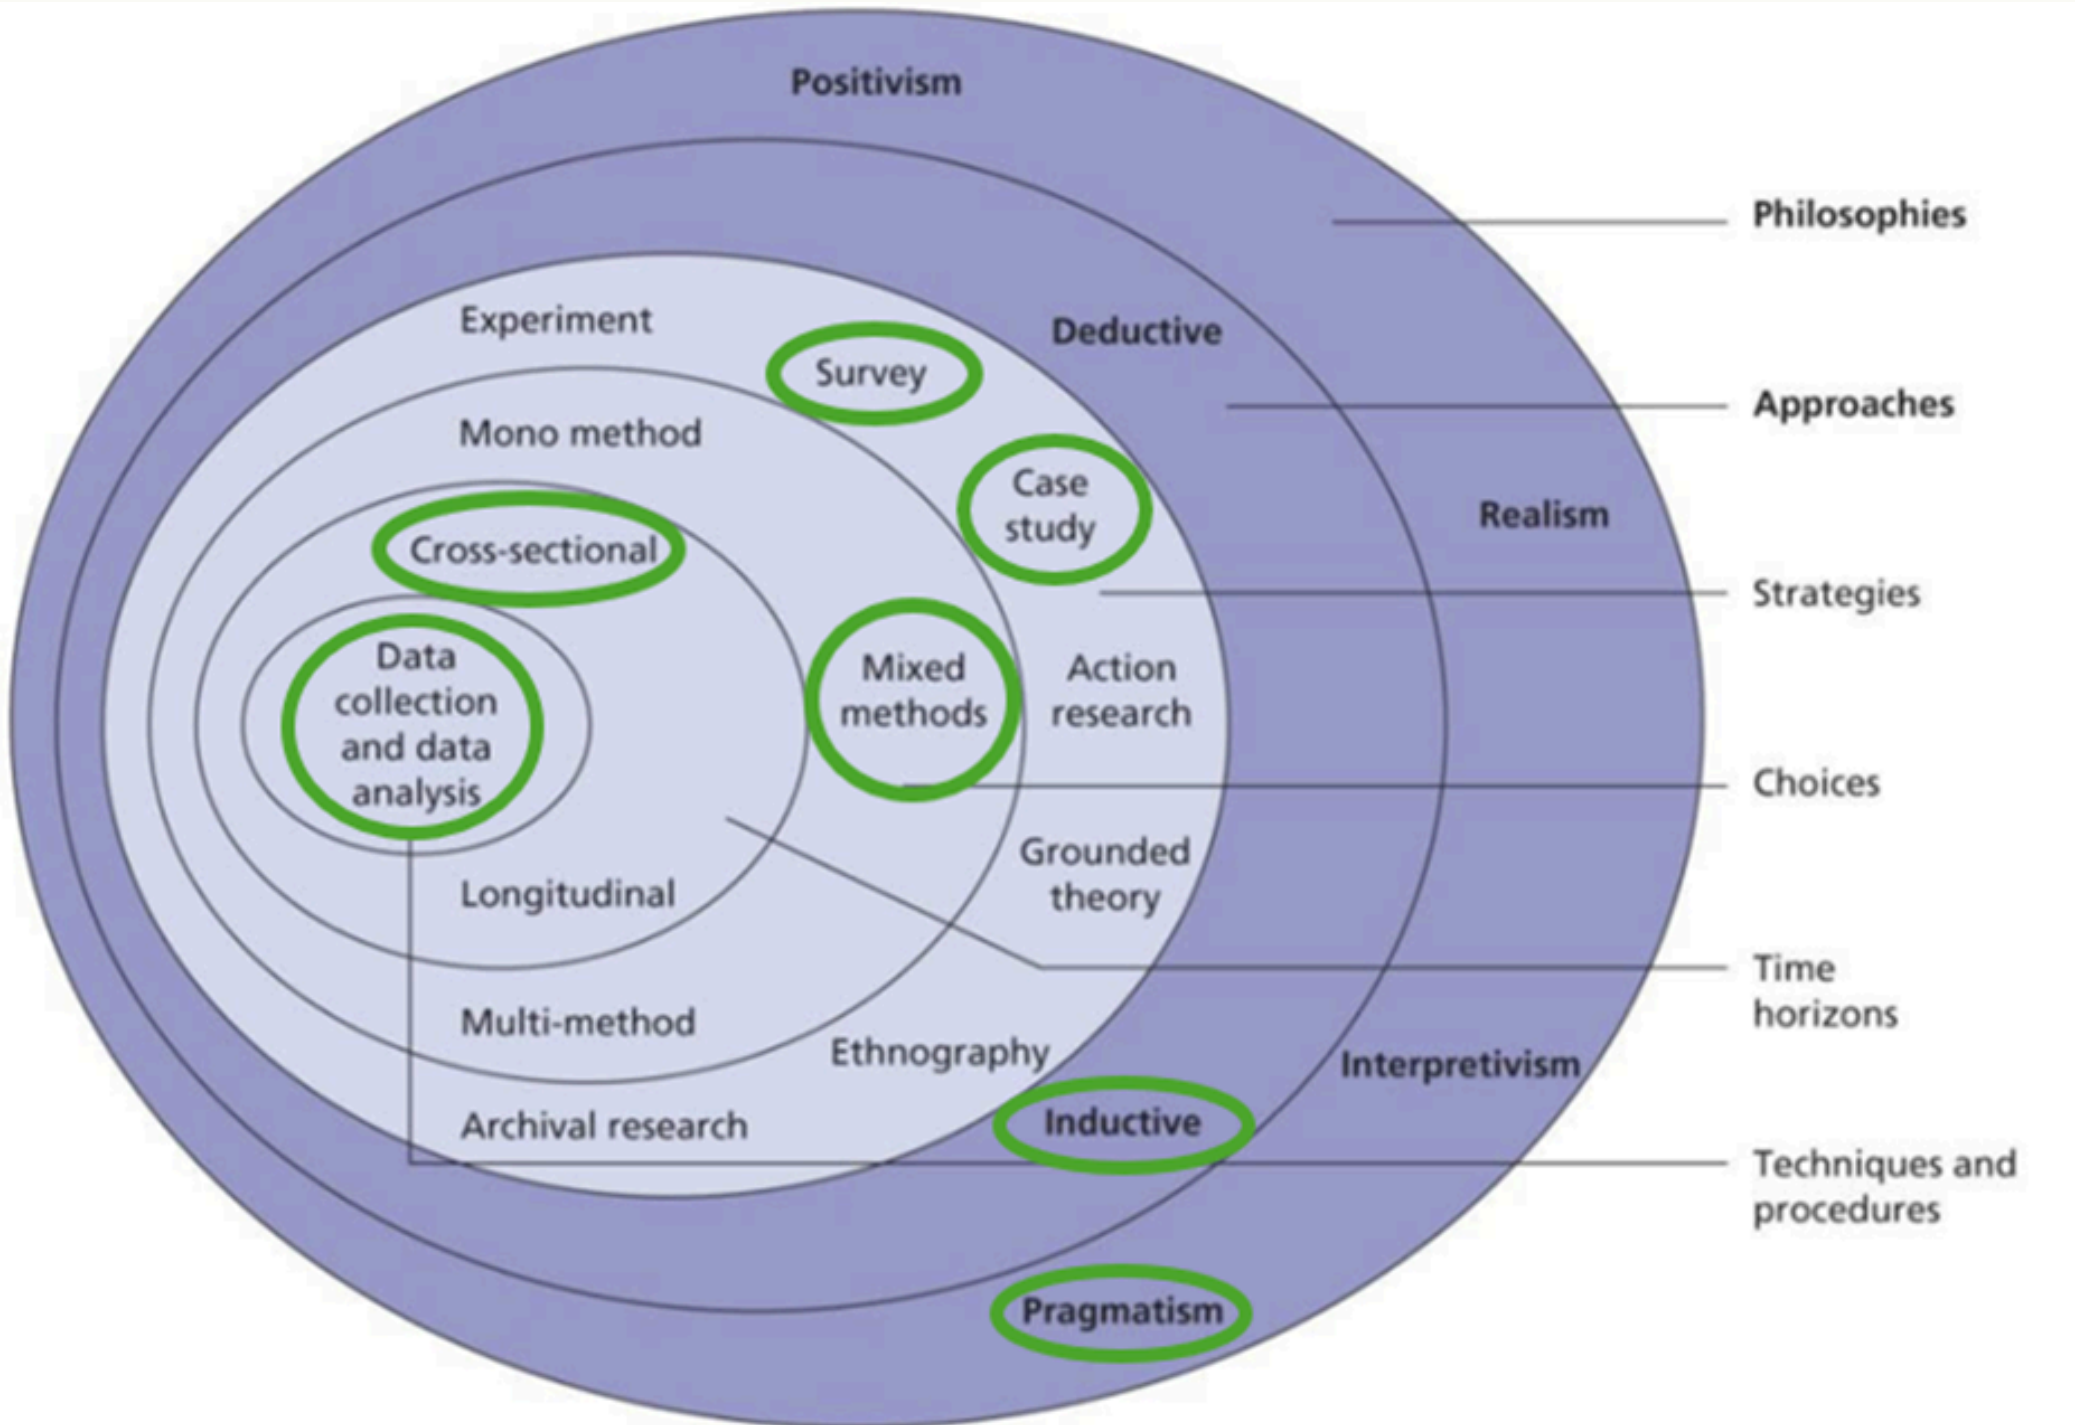 Positivism
Philosophies
Experiment
Deductive
Survey
Approaches
Mono method
Case
study
Realism
Cross-sectional
Strategies
Data
collection
and data
analysis
Mixed
methods
Action
research
Choices
Grounded
theory
Longitudinal
Time
horizons
Multi-method
Ethnography
Interpretivism
Archival research
Inductive
Techniques and
procedures
Pragmatism